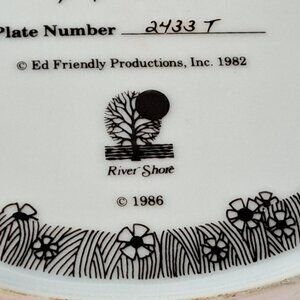 Plate Number 2433 T
© Ed Friendly Productions, Inc. 1982
River Shore
© 1986